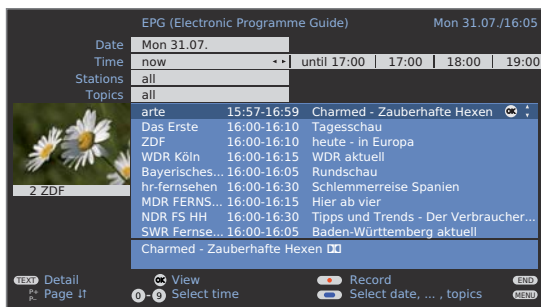 EPG (Electronic Programme Guide) Mon 31.07./16:05
Date Mon 31.07.
Time now until 17:00 17:00 18:00 19:00
Stations all
Topics all
arte 15:57-16:59 Charmed - Zauberhafte Hexen OK
Das Erste 16:00-16:10 Tagesschau
ZDF 16:00-16:10 heute - in Europa
WDR Köln 16:00-16:15 WDR aktuell
Bayerisches... 16:00-16:05 Rundschau
hr-fernsehen 16:00-16:30 Schlemmerreise Spanien
MDR FERNS... 16:00-16:15 Hier ab vier
NDR FS HH 16:00-16:30 Tipps und Trends - Der Verbraucher...
SWR Fernse... 16:00-16:05 Baden-Württemberg aktuell
2 ZDF
Charmed - Zauberhafte Hexen
TEXT Detail OK View Record END
P+ P- Page 0-9 Select time Select date, ... , topics MENU